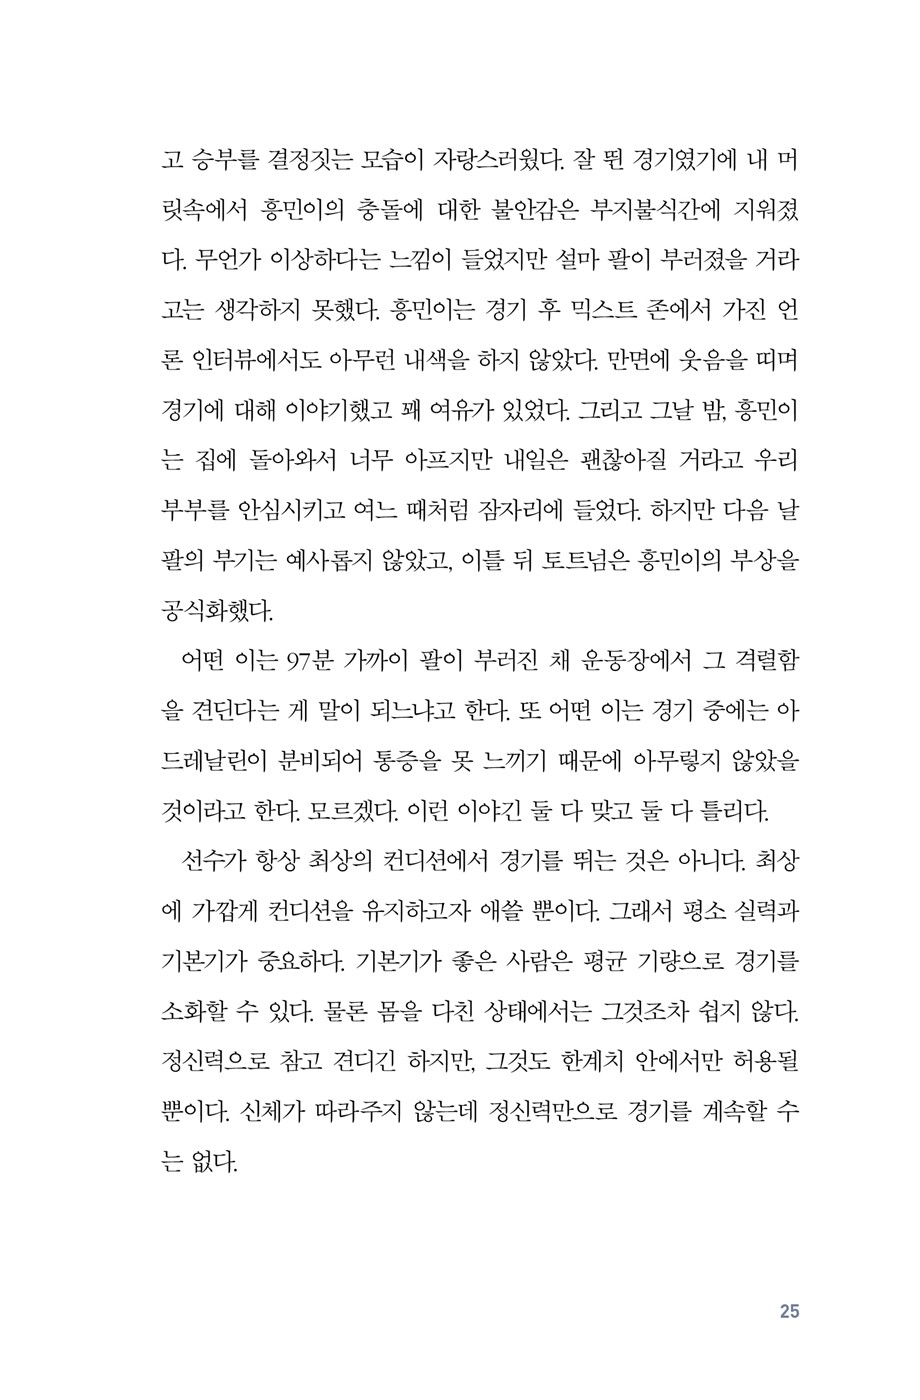 고 승부를 결정짓는 모습이 자랑스러웠다. 잘 뛴 경기였기에 내 머
릿속에서 흥민이의 충돌에 대한 불안감은 부지불식간에 지워졌
다. 무언가 이상하다는 느낌이 들었지만 설마 팔이 부러졌을 거라
고는 생각하지 못했다. 흥민이는 경기 후 믹스트 존에서 가진 언
론 인터뷰에서도 아무런 내색을 하지 않았다. 만면에 웃음을 띠며
경기에 대해 이야기했고 꽤 여유가 있었다. 그리고 그날 밤, 흥민이
는 집에 돌아와서 너무 아프지만 내일은 괜찮아질 거라고 우리
부부를 안심시키고 여느 때처럼 잠자리에 들었다. 하지만 다음 날
팔의 부기는 예사롭지 않았고, 이틀 뒤 토트넘은 흥민이의 부상을
공식화했다.
어떤 이는 97분 가까이 팔이 부러진 채 운동장에서 그 격렬함
을 견딘다는 게 말이 되느냐고 한다. 또 어떤 이는 경기 중에는 아
드레날린이 분비되어 통증을 못 느끼기 때문에 아무렇지 않았을
것이라고 한다. 모르겠다. 이런 이야긴 둘 다 맞고 둘 다 틀리다.
선수가 항상 최상의 컨디션에서 경기를 뛰는 것은 아니다. 최상
에 가깝게 컨디션을 유지하고자 애쓸 뿐이다. 그래서 평소 실력과
기본기가 중요하다. 기본기가 좋은 사람은 평균 기량으로 경기를
소화할 수 있다. 물론 몸을 다친 상태에서는 그것조차 쉽지 않다.
정신력으로 참고 견디긴 하지만, 그것도 한계치 안에서만 허용될
뿐이다. 신체가 따라주지 않는데 정신력만으로 경기를 계속할 수
는 없다.
25